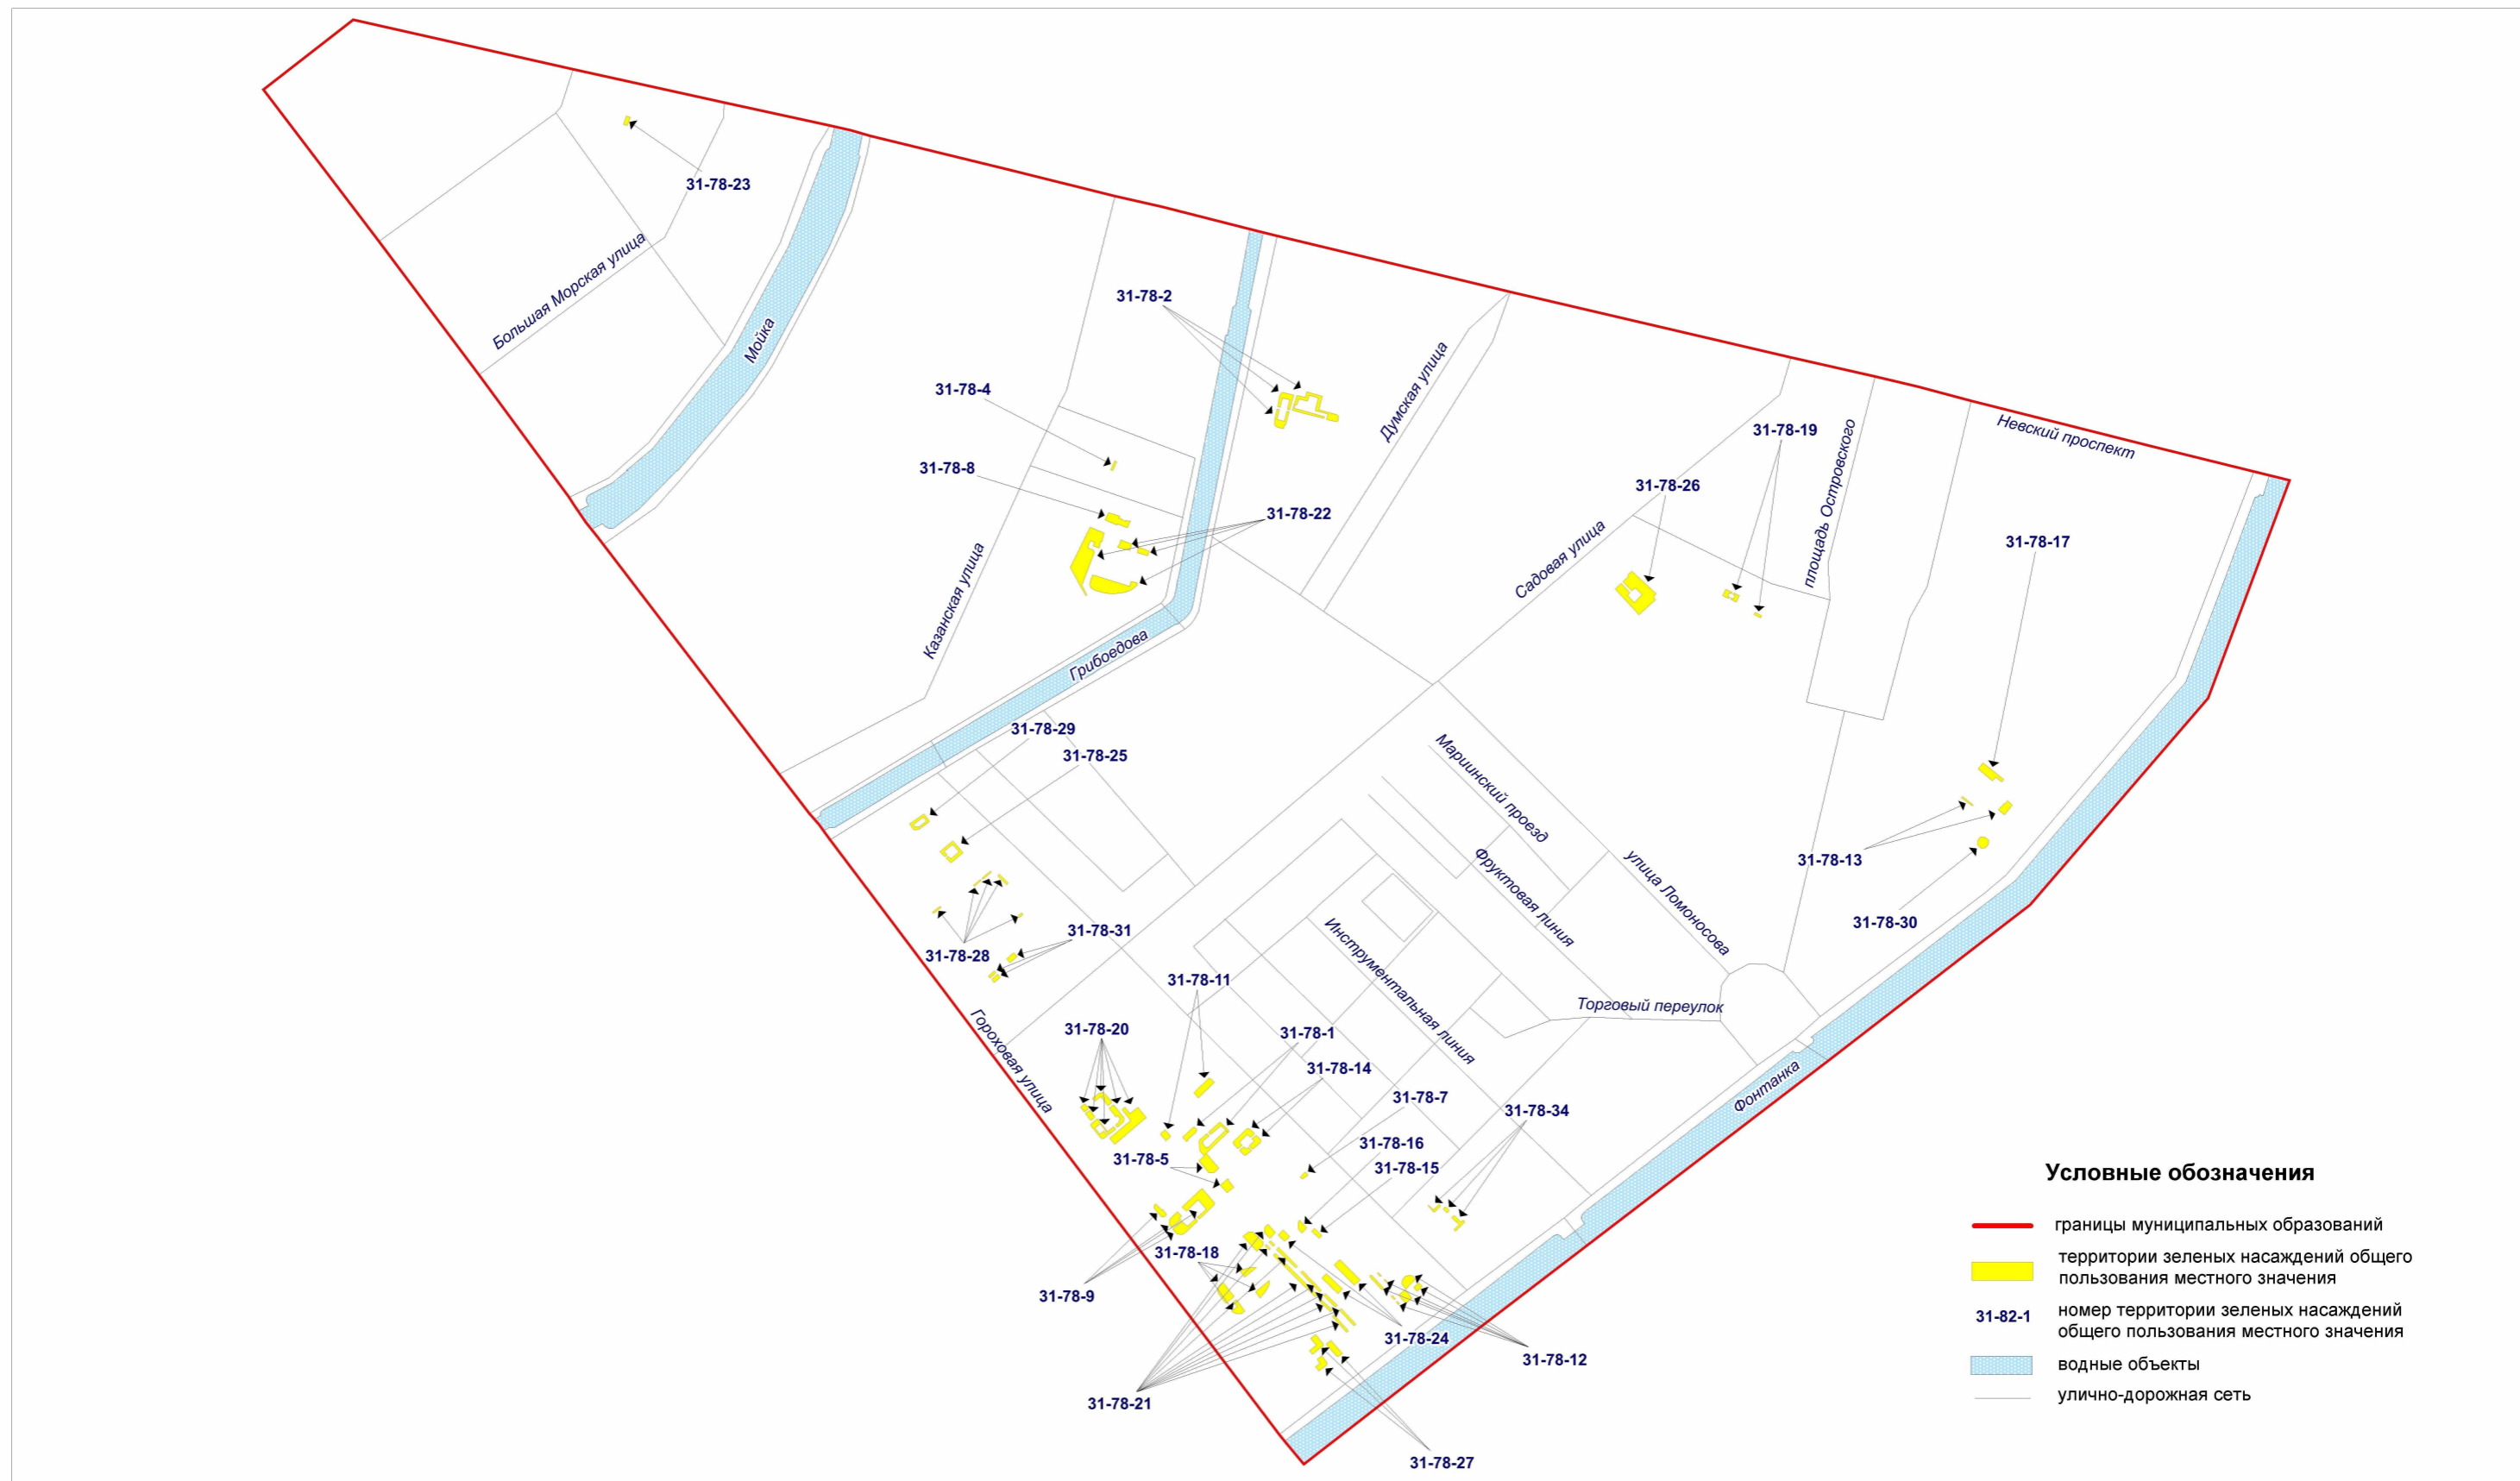 31-78-23
Большая Морская улица
Мойка
31-78-2
31-78-4
Думская улица
31-78-19
Невский проспект
31-78-8
31-78-26
площадь Островского
31-78-22
31-78-17
Садовая улица
Казанская улица
Грибоедова
31-78-29
31-78-25
Мариинский проезд
Фруктовая линия
улица Ломоносова
31-78-13
31-78-30
31-78-31
31-78-28
31-78-11
Инструментальная линия
Торговый переулок
Гороховая улица
31-78-20
31-78-1
31-78-14
31-78-7
Фонтанка
31-78-34
31-78-16
31-78-5
31-78-15
31-78-18
31-78-9
31-78-24
31-78-12
31-78-21
31-78-27
Условные обозначения
границы муниципальных образований
территории зеленых насаждений общего
пользования местного значения
31-82-1
номер территории зеленых насаждений
общего пользования местного значения
водные объекты
улично-дорожная сеть